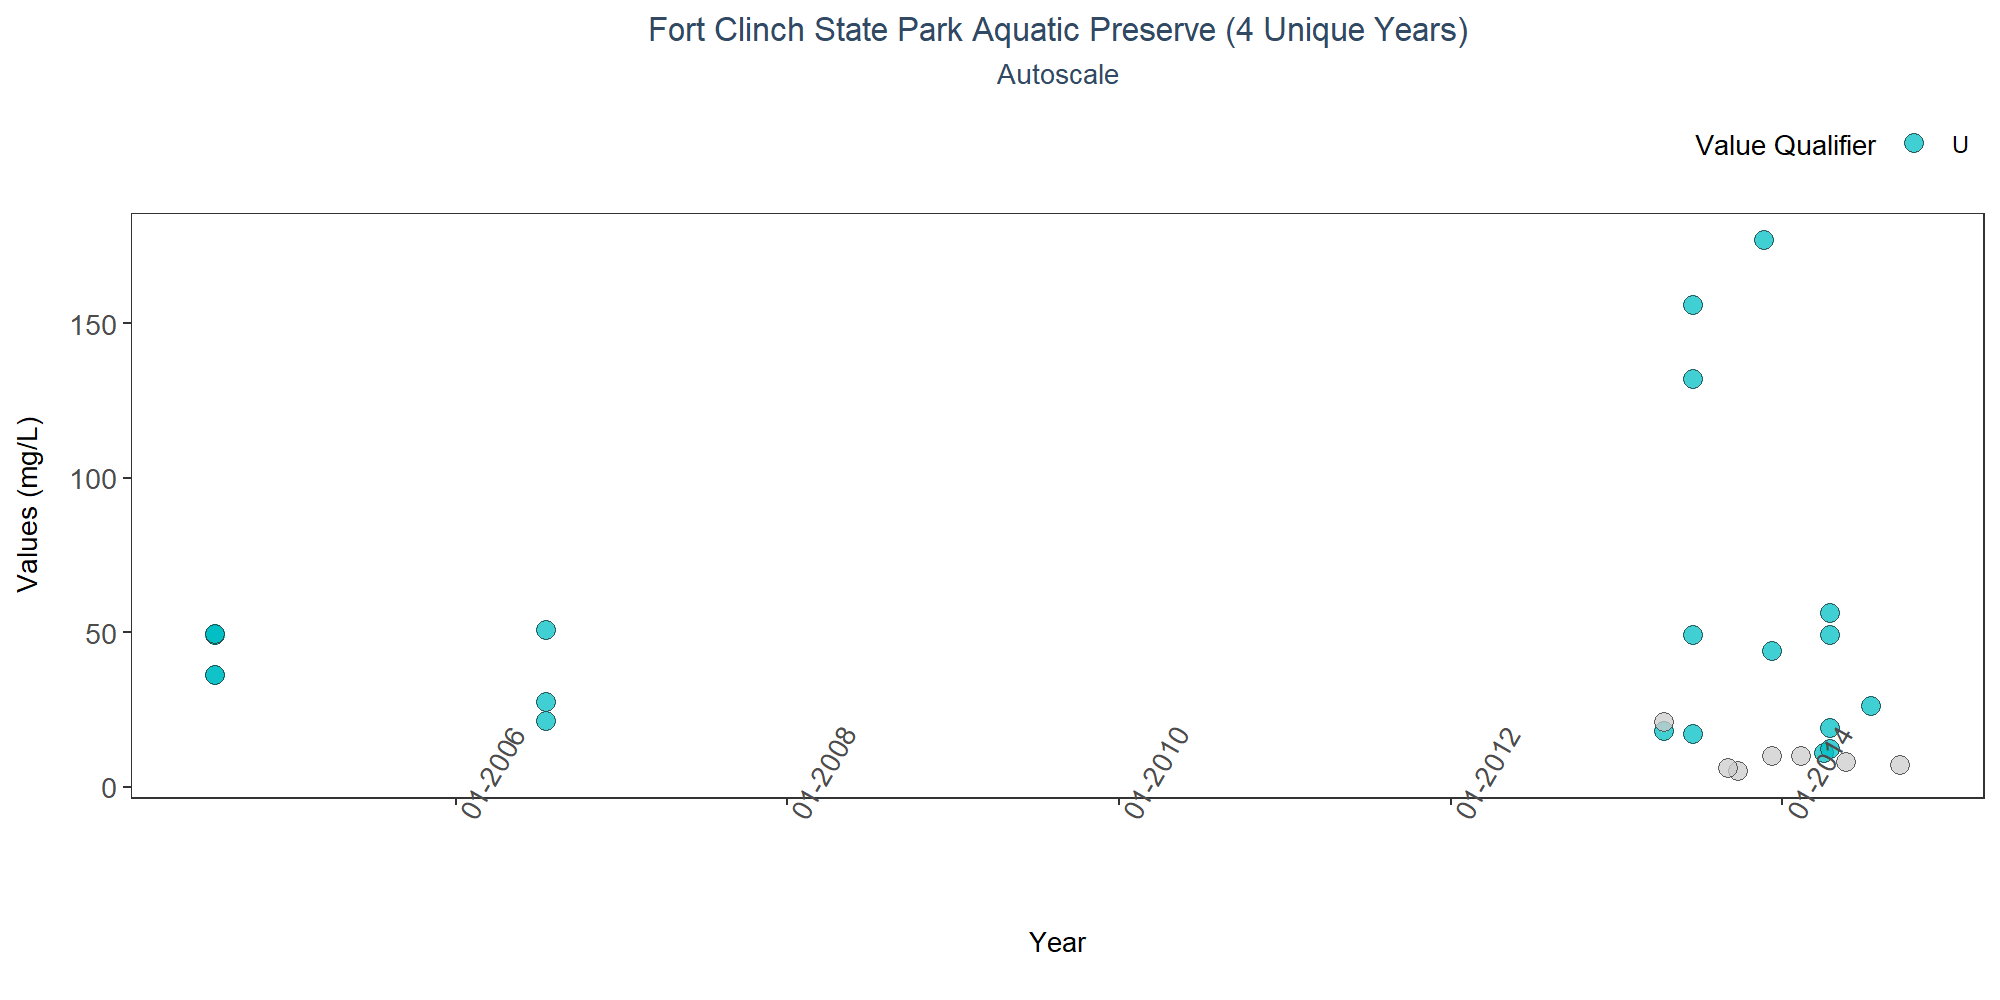 Fort Clinch State Park Aquatic Preserve (4 Unique Years)
Autoscale
Value Qualifier U
Values (mg/L)
150
100
50
0
01-2006
01-2008
01-2010
01-2012
01-2014
Year